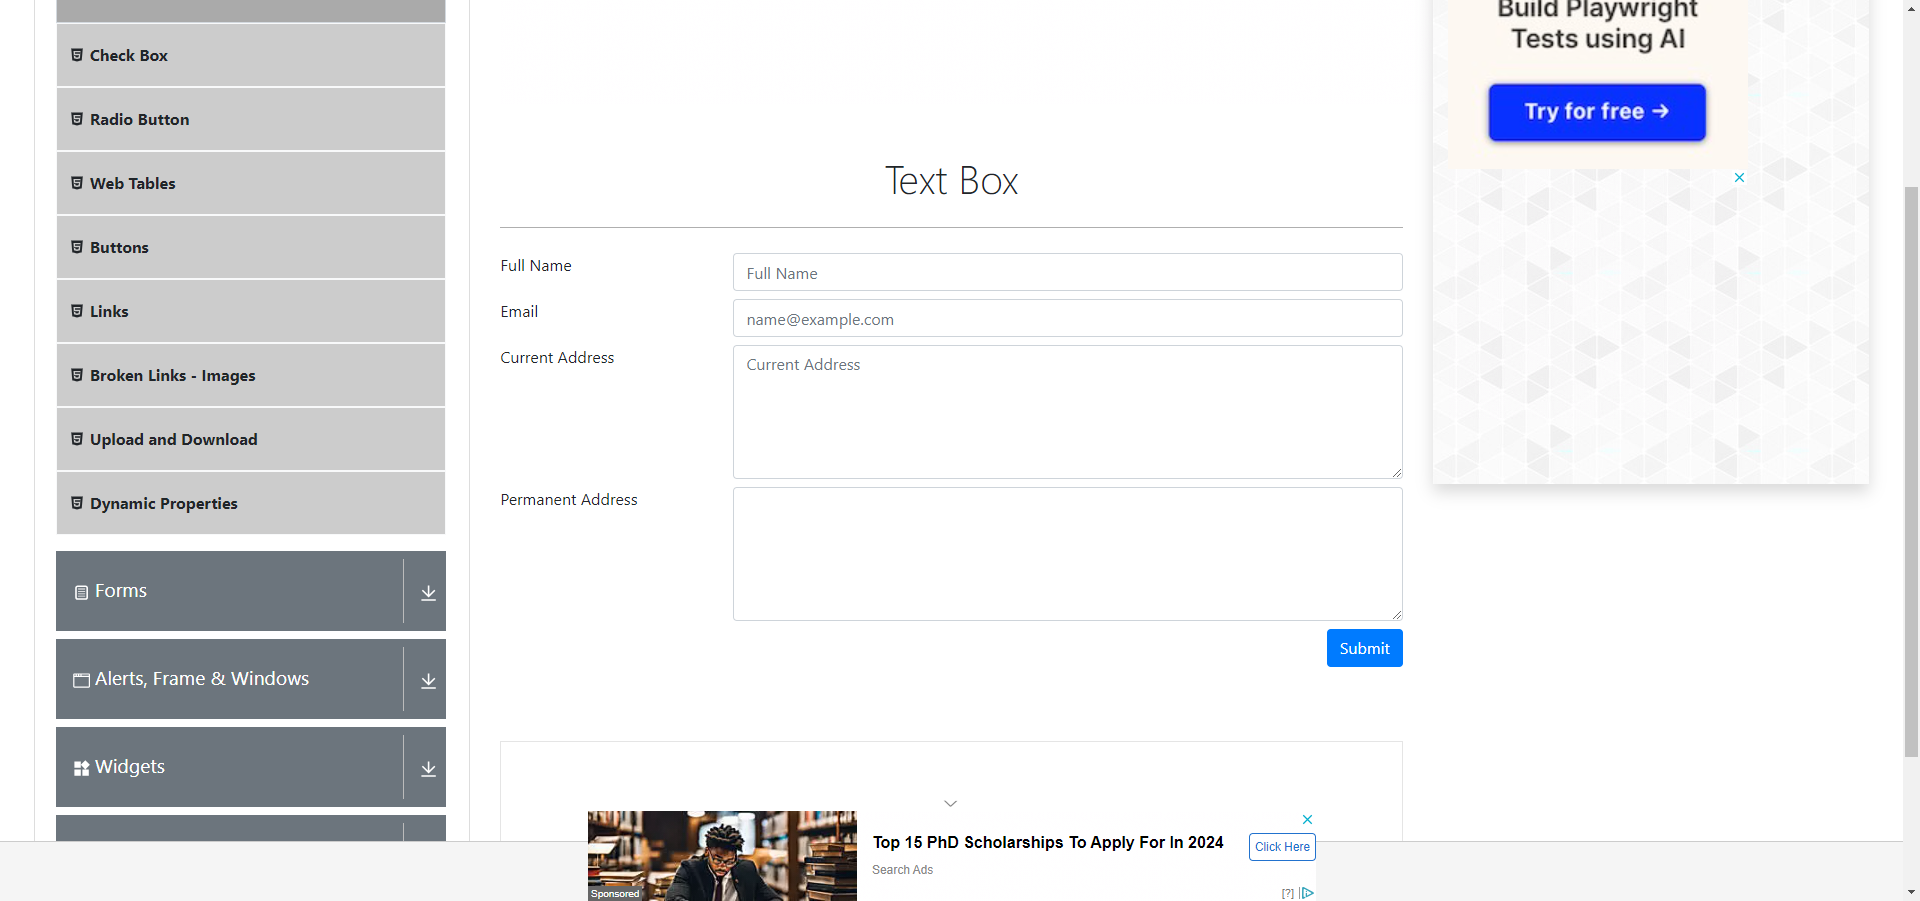 Check Box
Radio Button
Web Tables
Buttons
Links
Broken Links - Images
Upload and Download
Dynamic Properties
Forms
Alerts, Frame & Windows
Widgets
Text Box
Full Name
Full Name
Email
name@example.com
Current Address
Current Address
Permanent Address
Submit
Build Playwright
Tests using AI
Try for free →
Top 15 PhD Scholarships To Apply For In 2024
Search Ads
Click Here
Sponsored
[?]